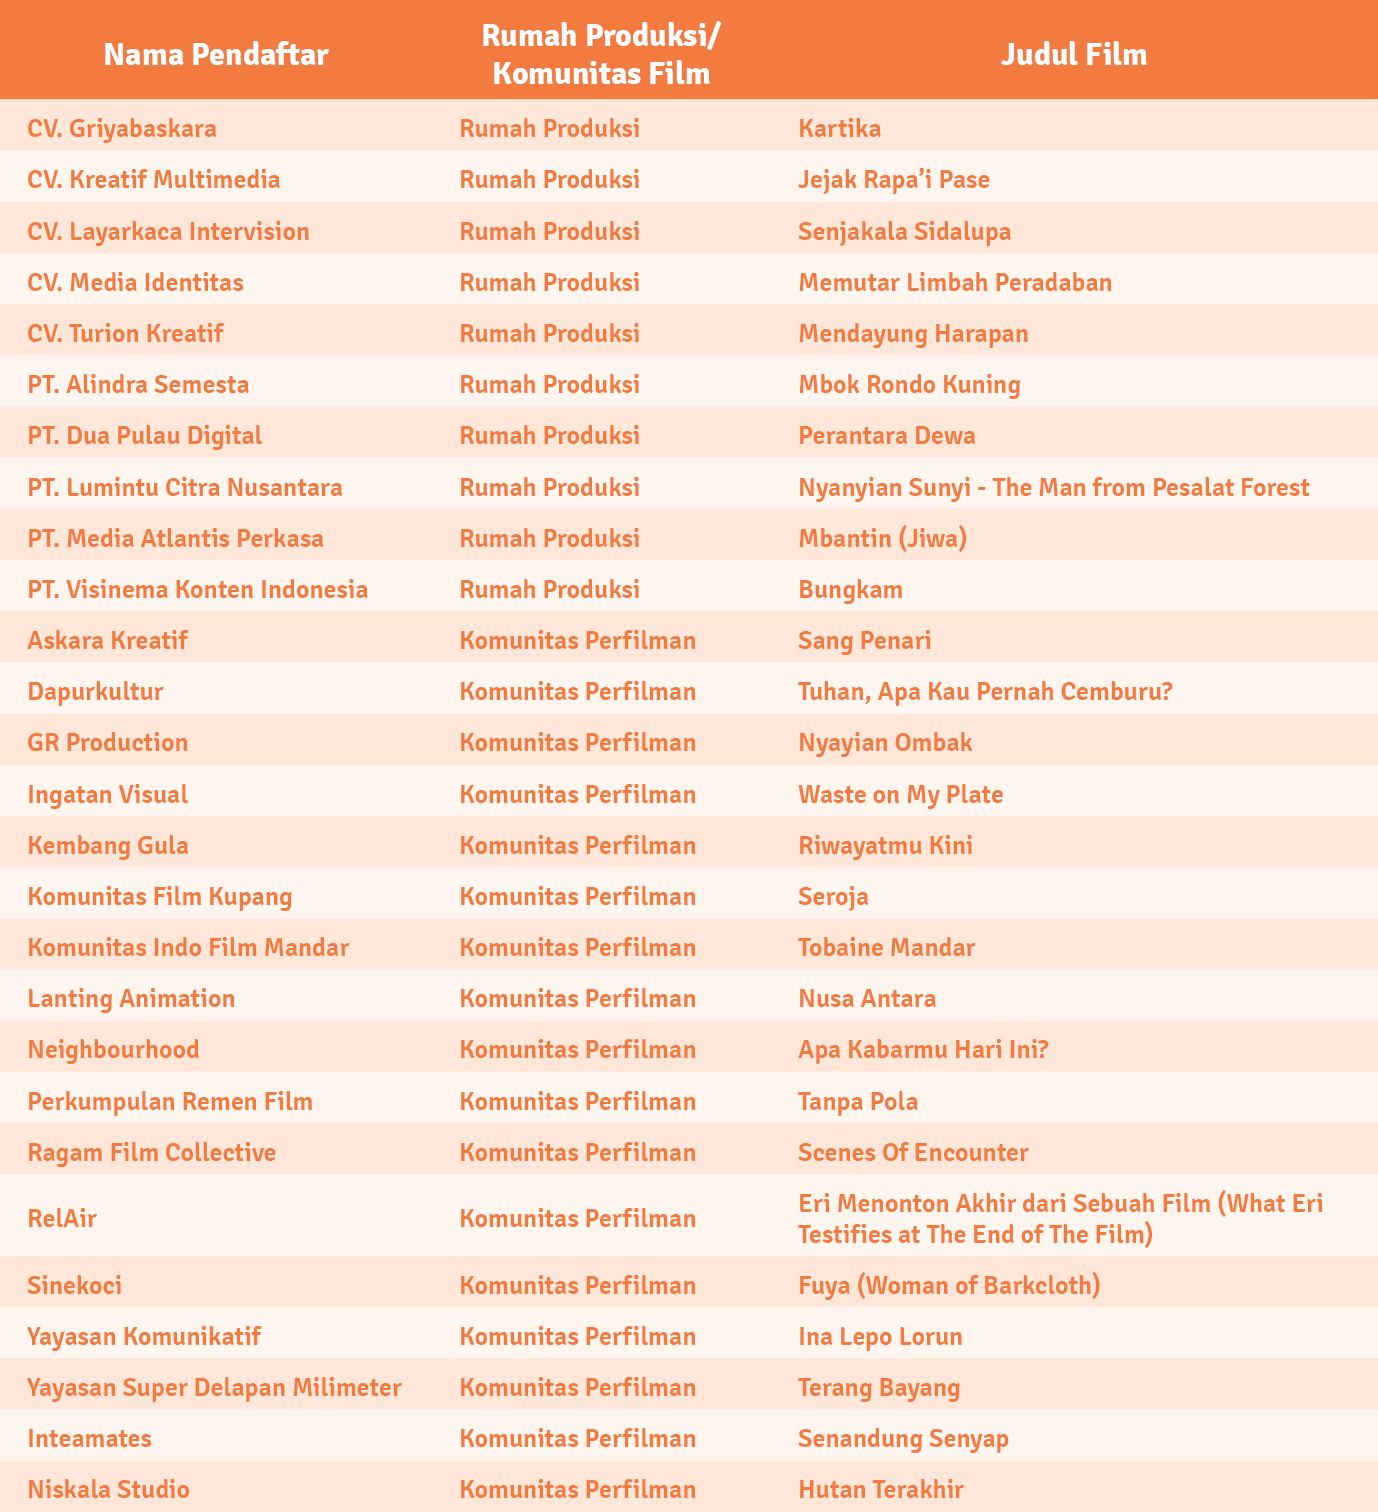 Nama Pendaftar Rumah Produksi/ Komunitas Film Judul Film
CV. Griyabaskara Rumah Produksi Kartika
CV. Kreatif Multimedia Rumah Produksi Jejak Rapa’i Pase
CV. Layarkaca Intervision Rumah Produksi Senjakala Sidalupa
CV. Media Identitas Rumah Produksi Memutar Limbah Peradaban
CV. Turion Kreatif Rumah Produksi Mendayung Harapan
PT. Alindra Semesta Rumah Produksi Mbok Rondo Kuning
PT. Dua Pulau Digital Rumah Produksi Perantara Dewa
PT. Lumintu Citra Nusantara Rumah Produksi Nyanyian Sunyi - The Man from Pesalat Forest
PT. Media Atlantis Perkasa Rumah Produksi Mbantin (Jiwa)
PT. Visinema Konten Indonesia Rumah Produksi Bungkam
Askara Kreatif Komunitas Perfilman Sang Penari
Dapurkultur Komunitas Perfilman Tuhan, Apa Kau Pernah Cemburu?
GR Production Komunitas Perfilman Nyayian Ombak
Ingatan Visual Komunitas Perfilman Waste on My Plate
Kembang Gula Komunitas Perfilman Riwayatmu Kini
Komunitas Film Kupang Komunitas Perfilman Seroja
Komunitas Indo Film Mandar Komunitas Perfilman Tobaine Mandar
Lanting Animation Komunitas Perfilman Nusa Antara
Neighbourhood Komunitas Perfilman Apa Kabarmu Hari Ini?
Perkumpulan Remen Film Komunitas Perfilman Tanpa Pola
Ragam Film Collective Komunitas Perfilman Scenes Of Encounter
RelAir Komunitas Perfilman Eri Menonton Akhir dari Sebuah Film (What Eri
Testifies at The End of The Film)
Sinekoci Komunitas Perfilman Fuya (Woman of Barkcloth)
Yayasan Komunikatif Komunitas Perfilman Ina Lepo Lorun
Yayasan Super Delapan Milimeter Komunitas Perfilman Terang Bayang
Inteamates Komunitas Perfilman Senandung Senyap
Niskala Studio Komunitas Perfilman Hutan Terakhir